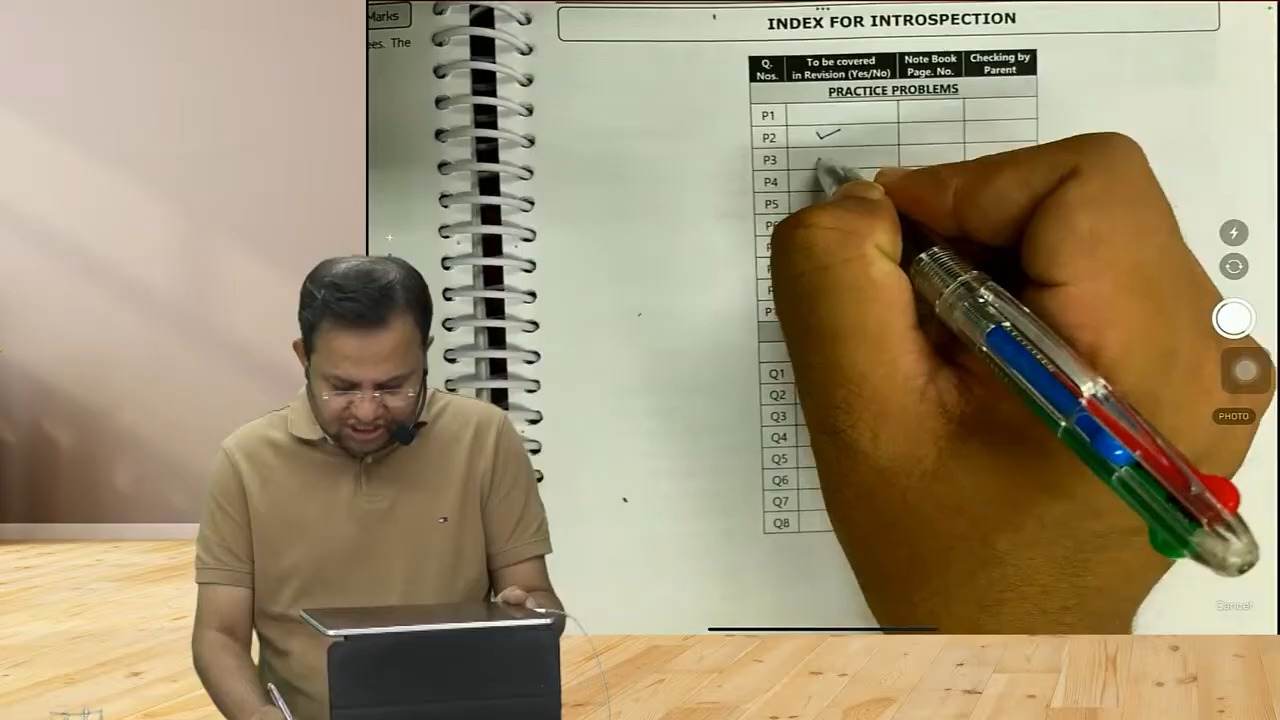 Marks
ees. The
INDEX FOR INTROSPECTION
Q. Nos. To be covered in Revision (Yes/No) Note Book Page. No. Checking by Parent
PRACTICE PROBLEMS
P1
P2
P3
P4
P5
Q1
Q2
Q3
Q4
Q5
Q6
Q7
Q8
PHOTO
Cancel